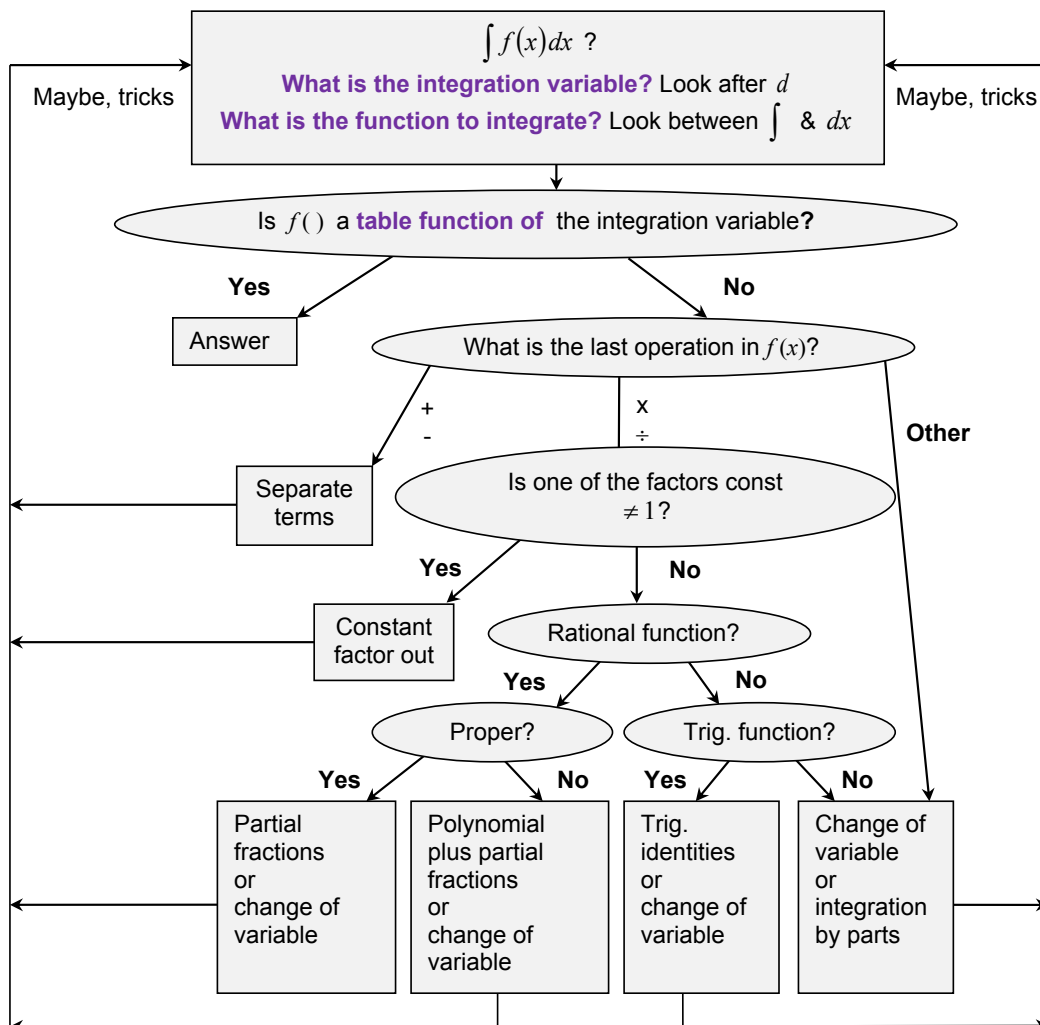 ∫ f(x)dx ?
What is the integration variable? Look after d
What is the function to integrate? Look between ∫ & dx
Maybe, tricks
Maybe, tricks
Is f( ) a table function of the integration variable?
Yes
No
Answer
What is the last operation in f(x)?
+
-
x
÷
Other
Separate
terms
Is one of the factors const
≠ 1?
Yes
No
Constant
factor out
Rational function?
Yes
No
Proper?
Trig. function?
Yes
No
Yes
No
Partial
fractions
or
change of
variable
Polynomial
plus partial
fractions
or
change of
variable
Trig.
identities
or
change of
variable
Change of
variable
or
integration
by parts